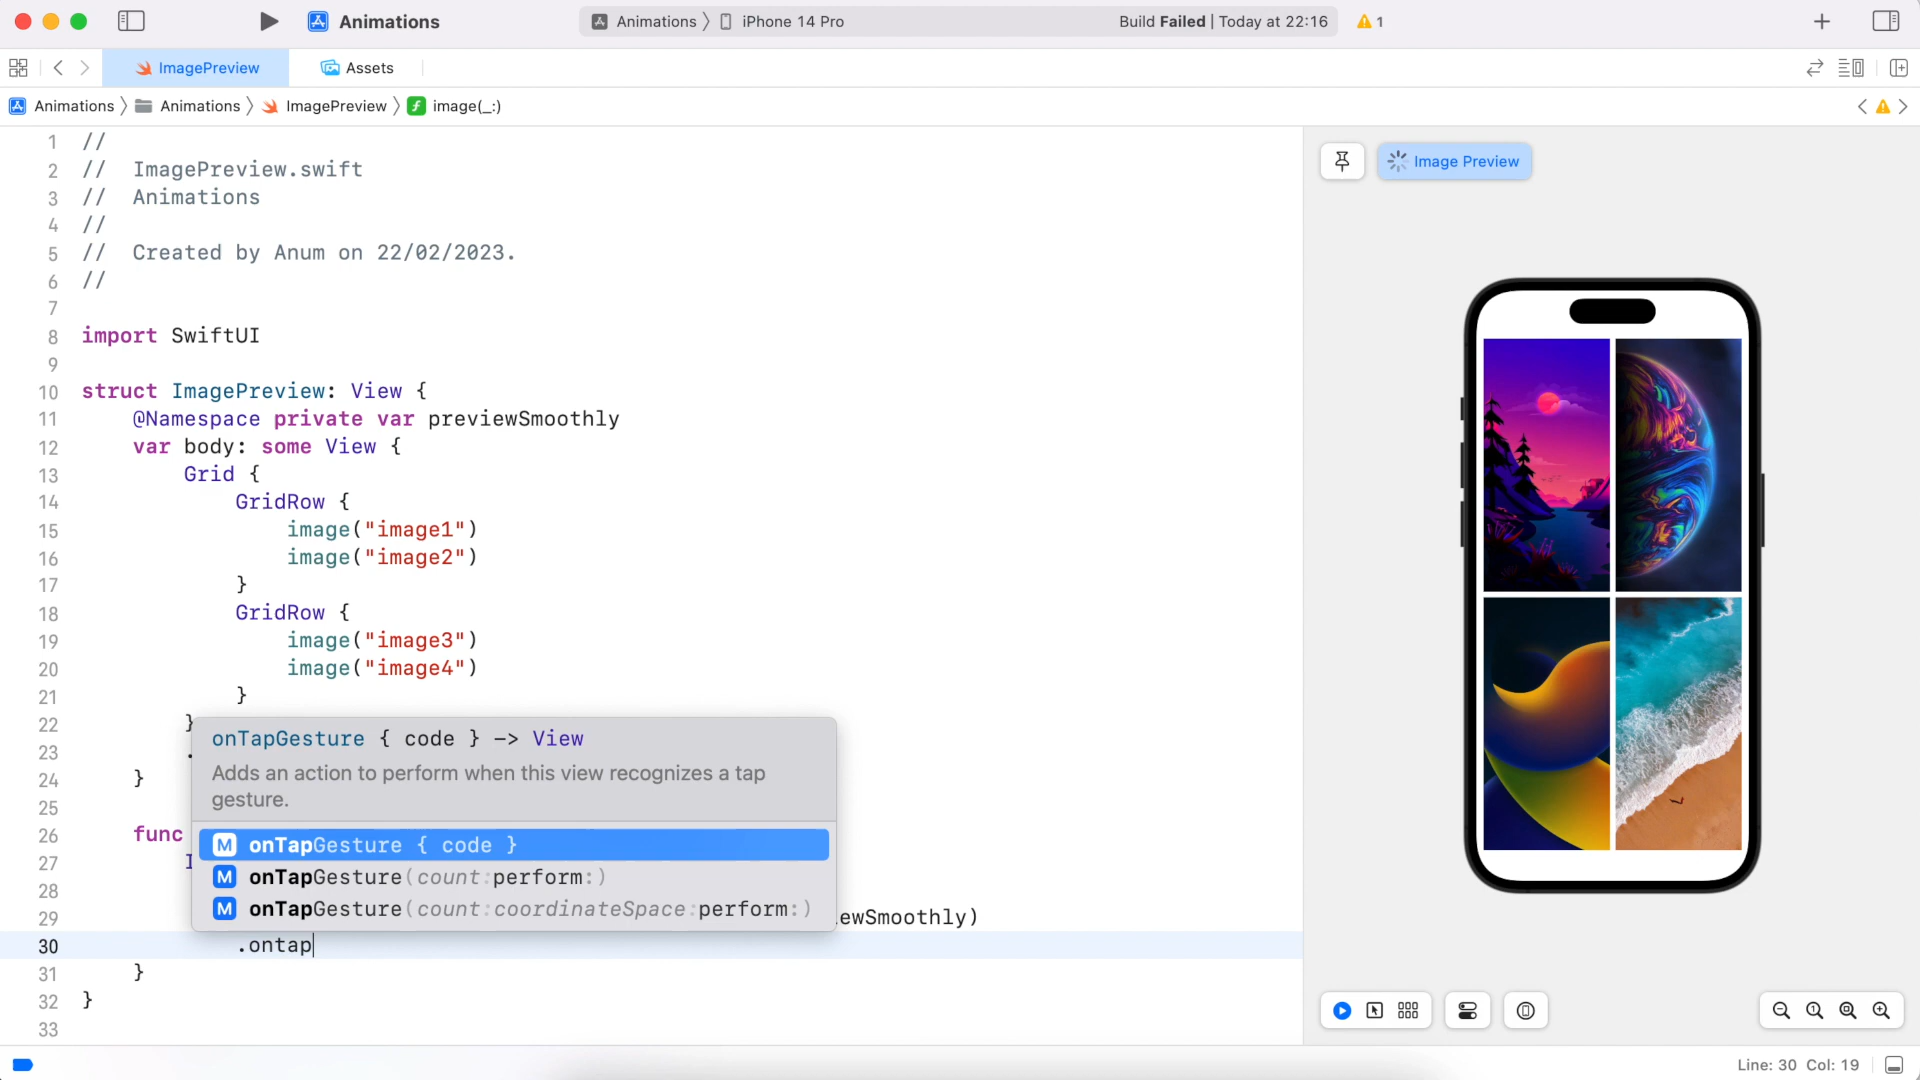 Animations
Animations 〉 iPhone 14 Pro
Build Failed | Today at 22:16
1
ImagePreview
Assets
Animations 〉 Animations 〉 ImagePreview 〉 image(_:)
1 //
2 //  ImagePreview.swift
3 //  Animations
4 //
5 //  Created by Anum on 22/02/2023.
6 //
7
8 import SwiftUI
9
10 struct ImagePreview: View {
11     @Namespace private var previewSmoothly
12     var body: some View {
13         Grid {
14             GridRow {
15                 image("image1")
16                 image("image2")
17             }
18             GridRow {
19                 image("image3")
20                 image("image4")
21             }
22         }
23         .
24     }
25
26     func
27
28
29 ewSmoothly)
30             .ontap
31     }
32 }
33
onTapGesture { code } -> View
Adds an action to perform when this view recognizes a tap
gesture.
M onTapGesture { code }
M onTapGesture(count:perform:)
M onTapGesture(count:coordinateSpace:perform:)
Image Preview
Line: 30 Col: 19